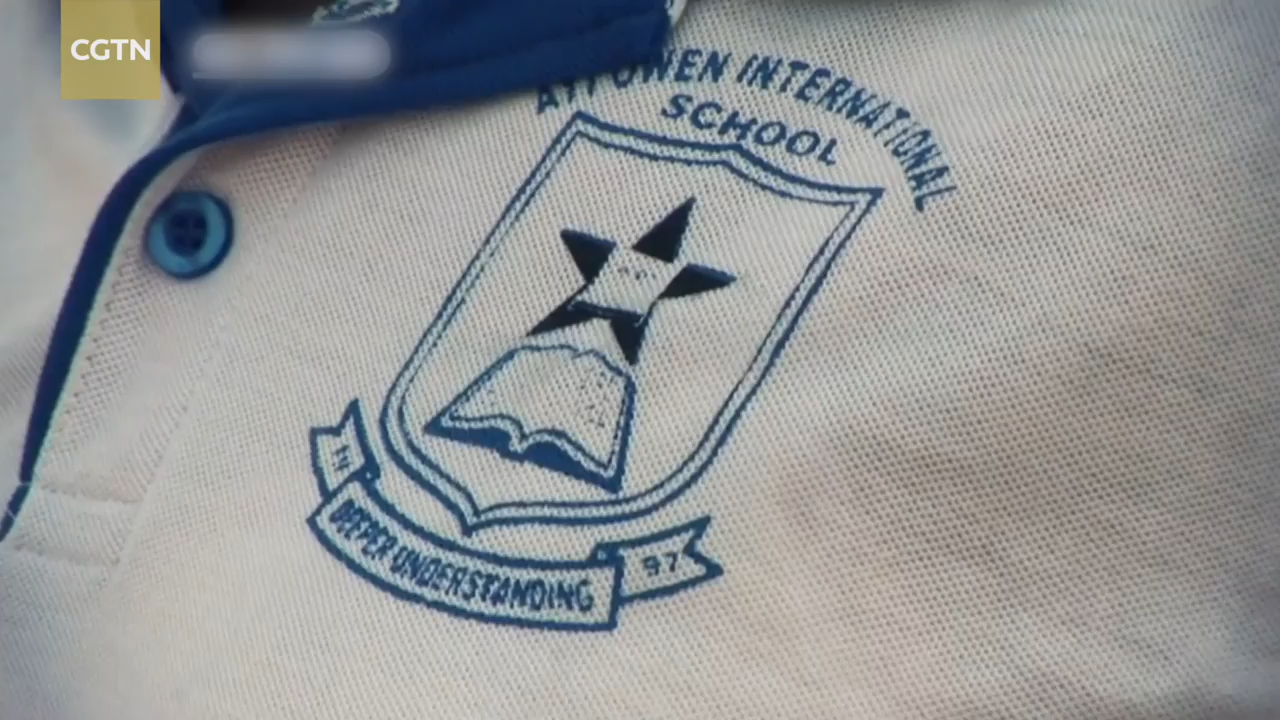 CGTN
INTERNATIONAL
SCHOOL
DEEPER UNDERSTANDING
97